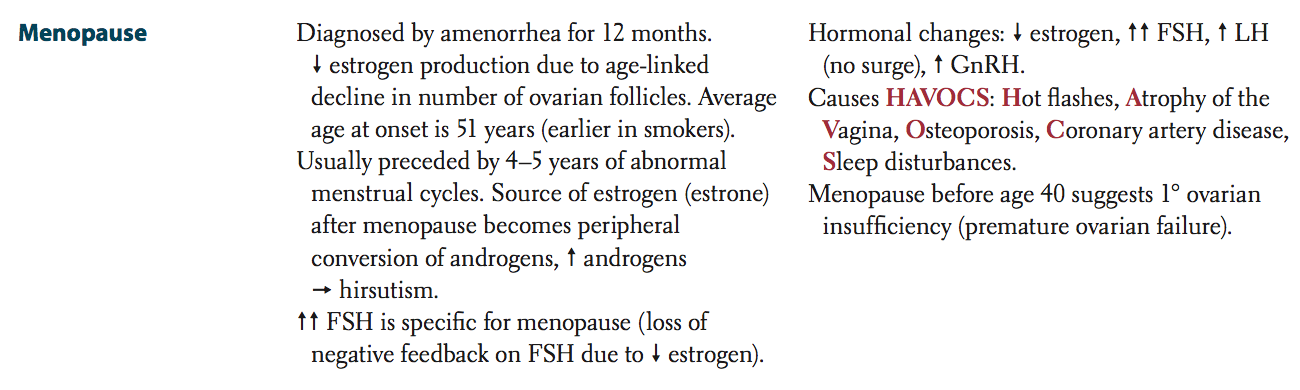 Menopause
Diagnosed by amenorrhea for 12 months.
↓ estrogen production due to age-linked
decline in number of ovarian follicles. Average
age at onset is 51 years (earlier in smokers).
Usually preceded by 4–5 years of abnormal
menstrual cycles. Source of estrogen (estrone)
after menopause becomes peripheral
conversion of androgens, ↑ androgens
→ hirsutism.
↑↑ FSH is specific for menopause (loss of
negative feedback on FSH due to ↓ estrogen).
Hormonal changes: ↓ estrogen, ↑↑ FSH, ↑ LH
(no surge), ↑ GnRH.
Causes HAVOCS: Hot flashes, Atrophy of the
Vagina, Osteoporosis, Coronary artery disease,
Sleep disturbances.
Menopause before age 40 suggests 1° ovarian
insufficiency (premature ovarian failure).